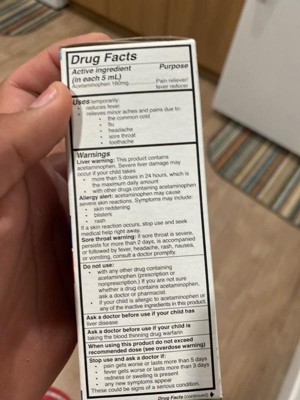 Drug Facts
Active ingredient Purpose
(in each 5 mL)
Acetaminophen 160mg Pain reliever/
fever reducer
Uses temporarily:
• reduces fever
• relieves minor aches and pains due to:
• the common cold
• flu
• headache
• sore throat
• toothache
Warnings
Liver warning: This product contains
acetaminophen. Severe liver damage may
occur if your child takes
• more than 5 doses in 24 hours, which is
the maximum daily amount
• with other drugs containing acetaminophen
Allergy alert: acetaminophen may cause
severe skin reactions. Symptoms may include:
• skin reddening
• blisters
• rash
If a skin reaction occurs, stop use and seek
medical help right away.
Sore throat warning: if sore throat is severe,
persists for more than 2 days, is accompanied
or followed by fever, headache, rash, nausea,
or vomiting, consult a doctor promptly.
Do not use:
• with any other drug containing
acetaminophen (prescription or
nonprescription.) If you are not sure
whether a drug contains acetaminophen,
ask a doctor or pharmacist.
• if your child is allergic to acetaminophen or
any of the inactive ingredients in this product.
Ask a doctor before use if your child has
liver disease
Ask a doctor before use if your child is
taking the blood thinning drug warfarin
When using this product do not exceed
recommended dose (see overdose warning)
Stop use and ask a doctor if:
• pain gets worse or lasts more than 5 days
• fever gets worse or lasts more than 3 days
• redness or swelling is present
• any new symptoms appear
These could be signs of a serious condition.
Drug Facts (continued)